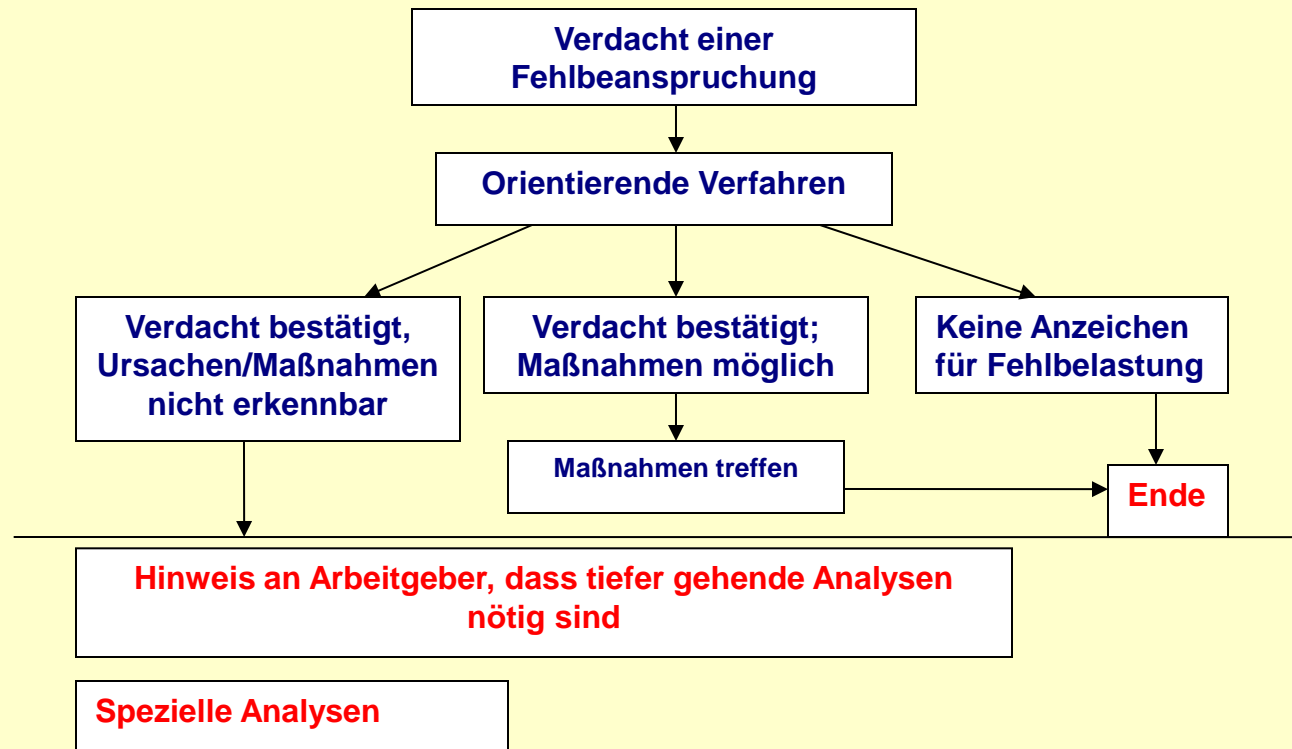 Verdacht einer
Fehlbeanspruchung
Orientierende Verfahren
Verdacht bestätigt,
Ursachen/Maßnahmen
nicht erkennbar
Verdacht bestätigt;
Maßnahmen möglich
Keine Anzeichen
für Fehlbelastung
Maßnahmen treffen
Ende
Hinweis an Arbeitgeber, dass tiefer gehende Analysen
nötig sind
Spezielle Analysen